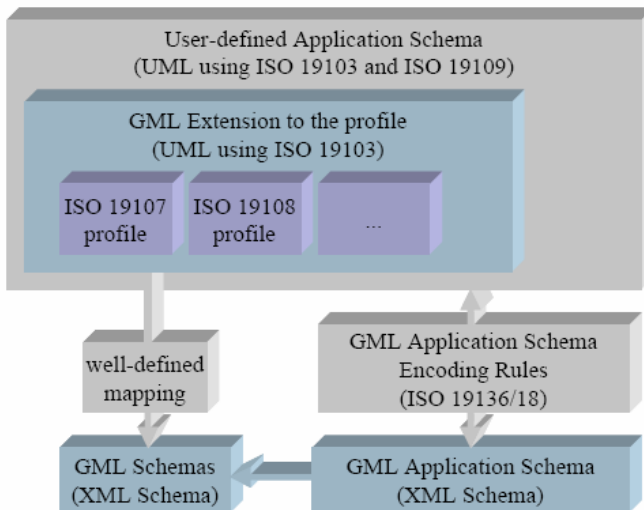 User-defined Application Schema
(UML using ISO 19103 and ISO 19109)
GML Extension to the profile
(UML using ISO 19103)
ISO 19107
profile
ISO 19108
profile
...
well-defined
mapping
GML Application Schema
Encoding Rules
(ISO 19136/18)
GML Schemas
(XML Schema)
GML Application Schema
(XML Schema)